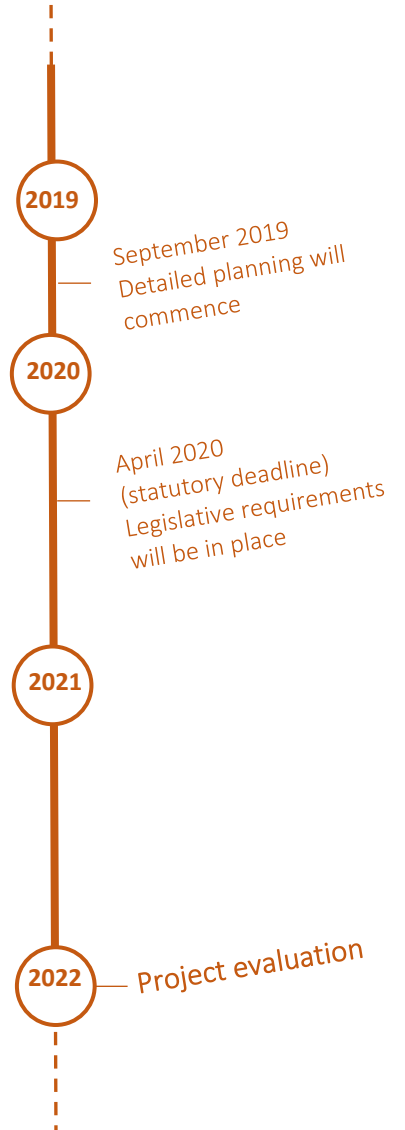 2019
September 2019
Detailed planning will
commence
2020
April 2020
(statutory deadline)
Legislative requirements
will be in place
2021
2022
Project evaluation